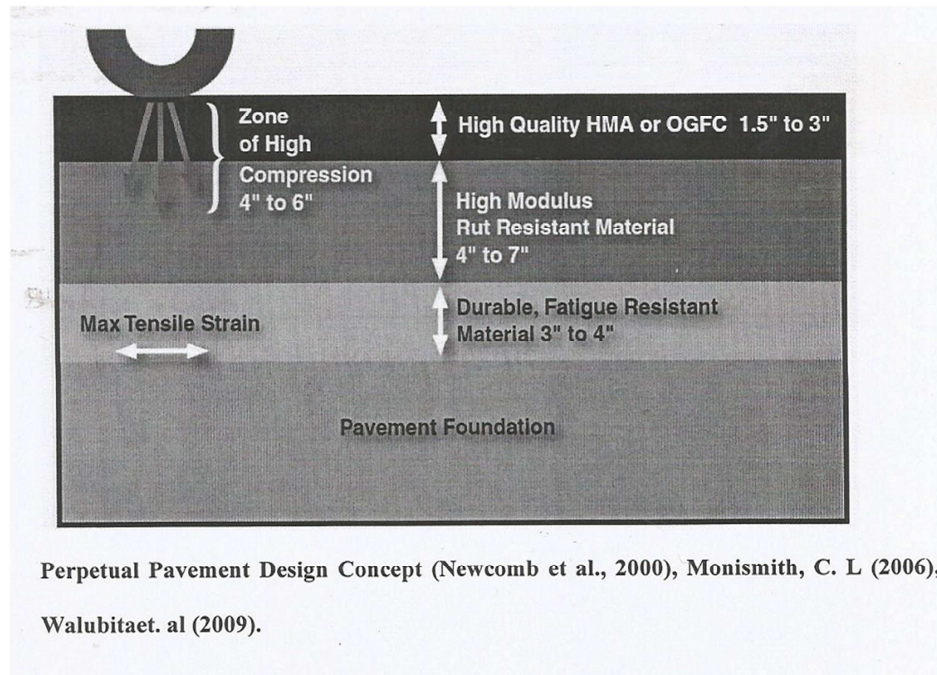 Zone
of High
Compression
4" to 6"
High Quality HMA or OGFC 1.5" to 3"
High Modulus
Rut Resistant Material
4" to 7"
Durable, Fatigue Resistant
Material 3" to 4"
Max Tensile Strain
Pavement Foundation
Perpetual Pavement Design Concept (Newcomb et al., 2000), Monismith, C. L (2006),
Walubitaet. al (2009).